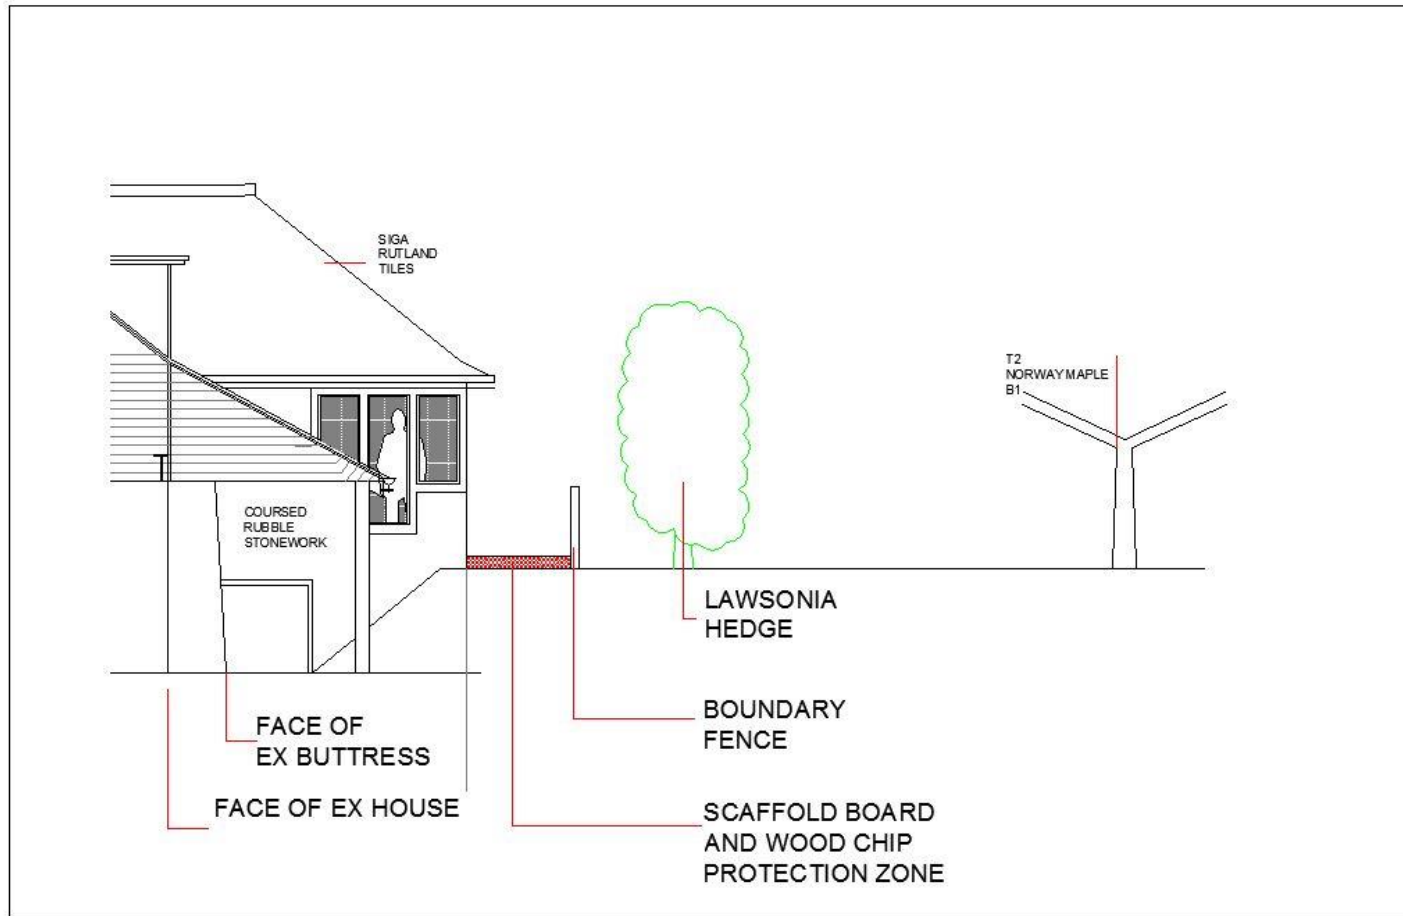 SIGA
RUTLAND
TILES
T2
NORWAY MAPLE
B1
COURSED
RUBBLE
STONEWORK
LAWSONIA
HEDGE
BOUNDARY
FENCE
FACE OF
EX BUTTRESS
FACE OF EX HOUSE
SCAFFOLD BOARD
AND WOOD CHIP
PROTECTION ZONE